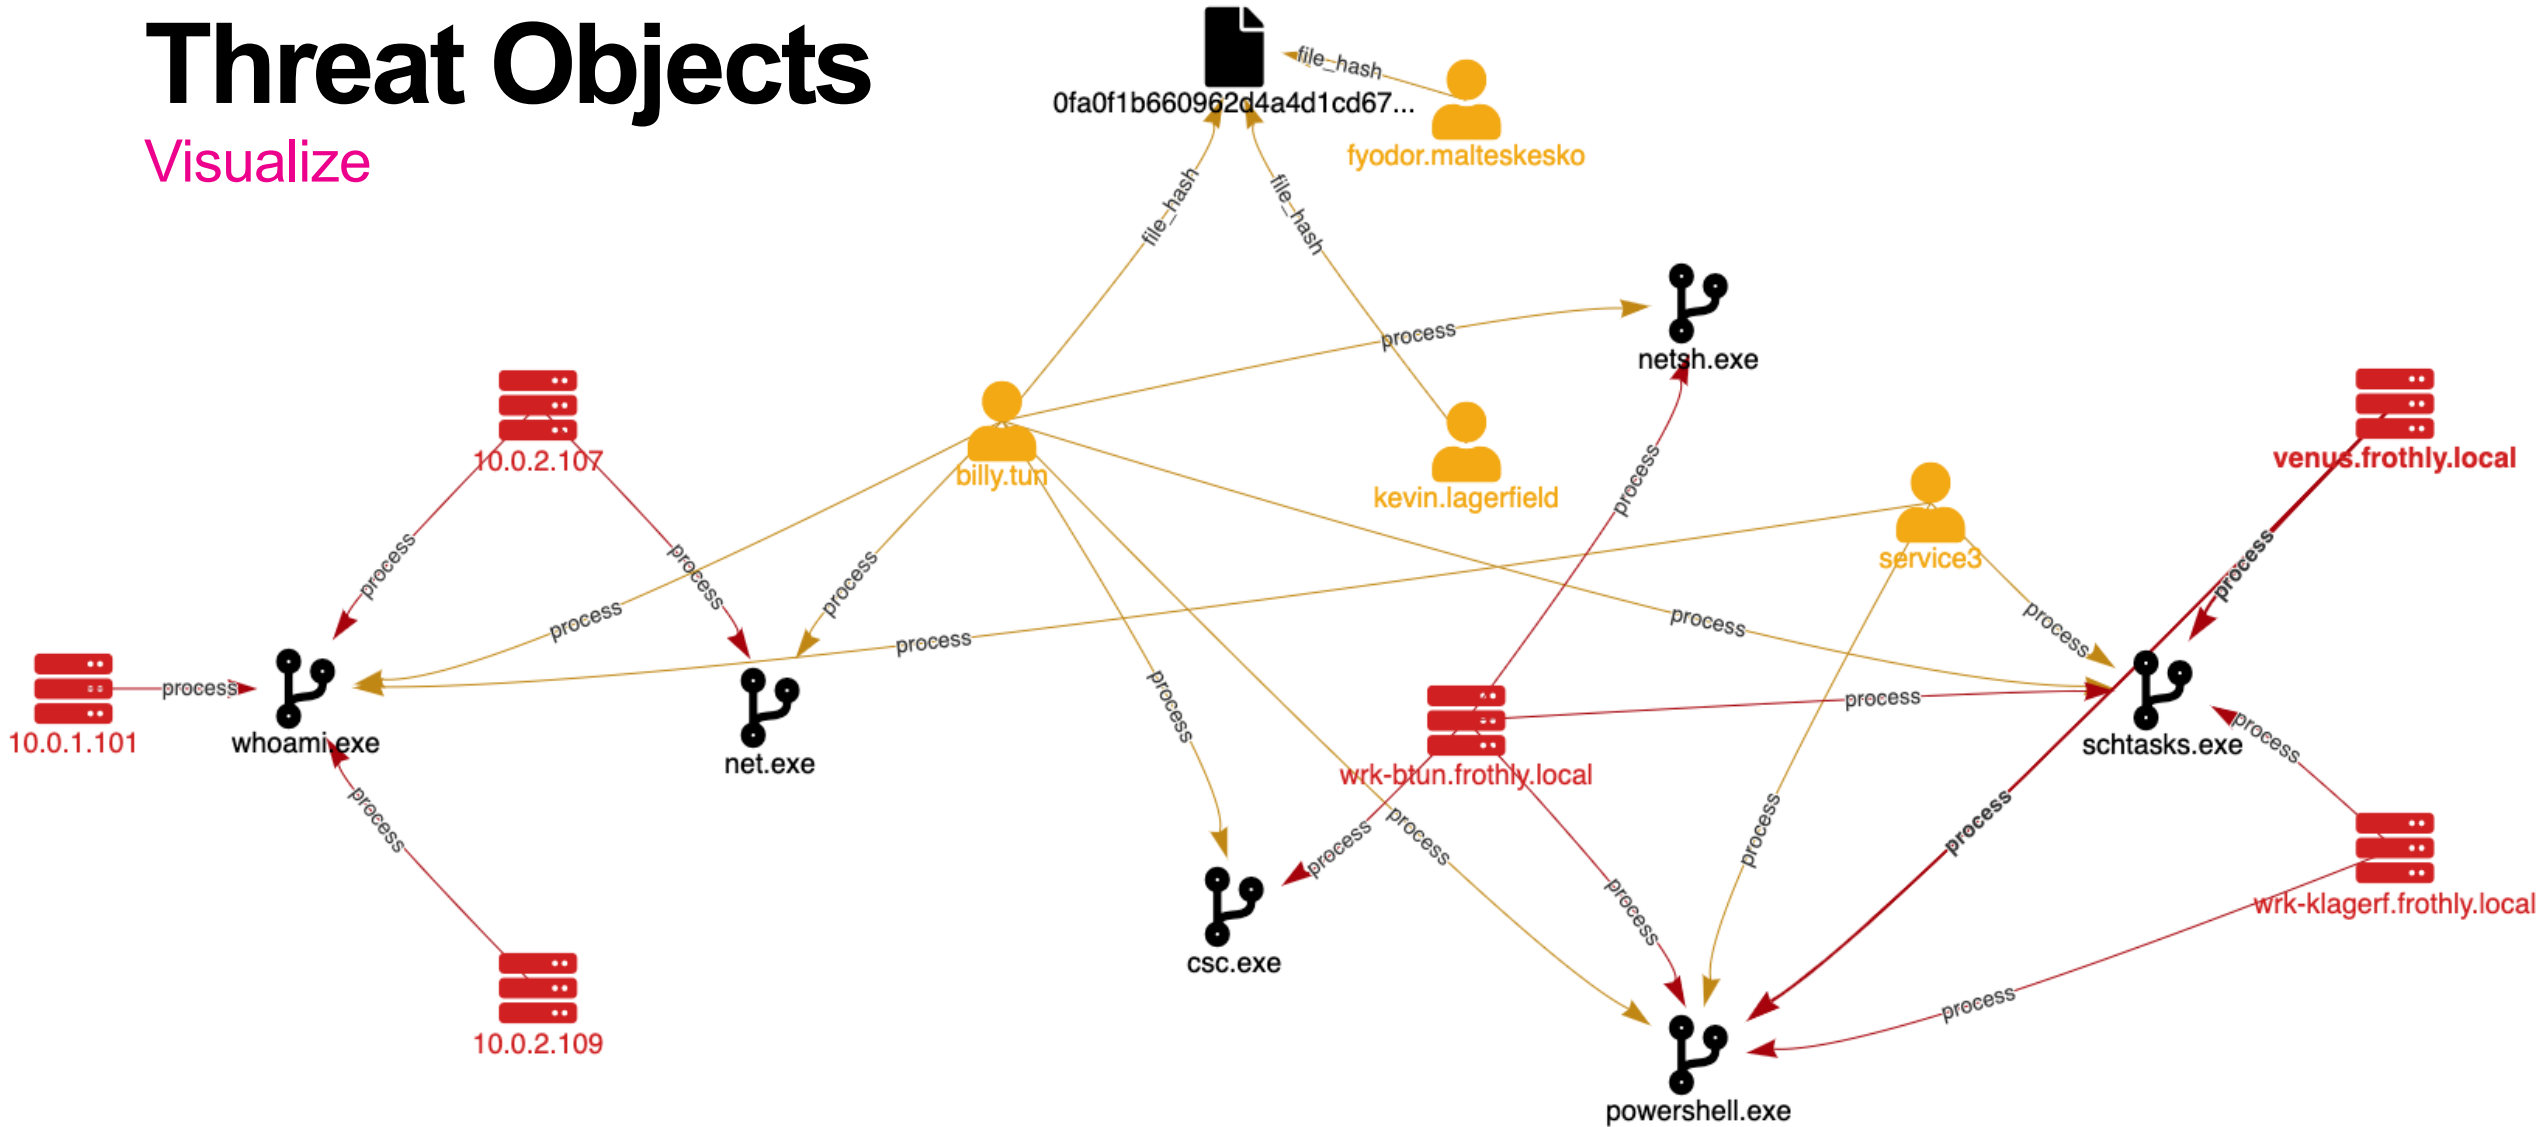 Threat Objects
Visualize
file_hash
0fa0f1b660962d4a4d1cd67...
fyodor.malteskesko
file_hash
file_hash
process
netsh.exe
10.0.2.107
billy.tun
kevin.lagerfield
venus.frothly.local
process
service3
process
process
process
process
process
process
process
process
process
10.0.1.101
whoami.exe
net.exe
process
process
schtasks.exe
process
wrk-btun.frothly.local
process
process
process
process
process
process
wrk-klagerf.frothly.local
csc.exe
process
10.0.2.109
powershell.exe